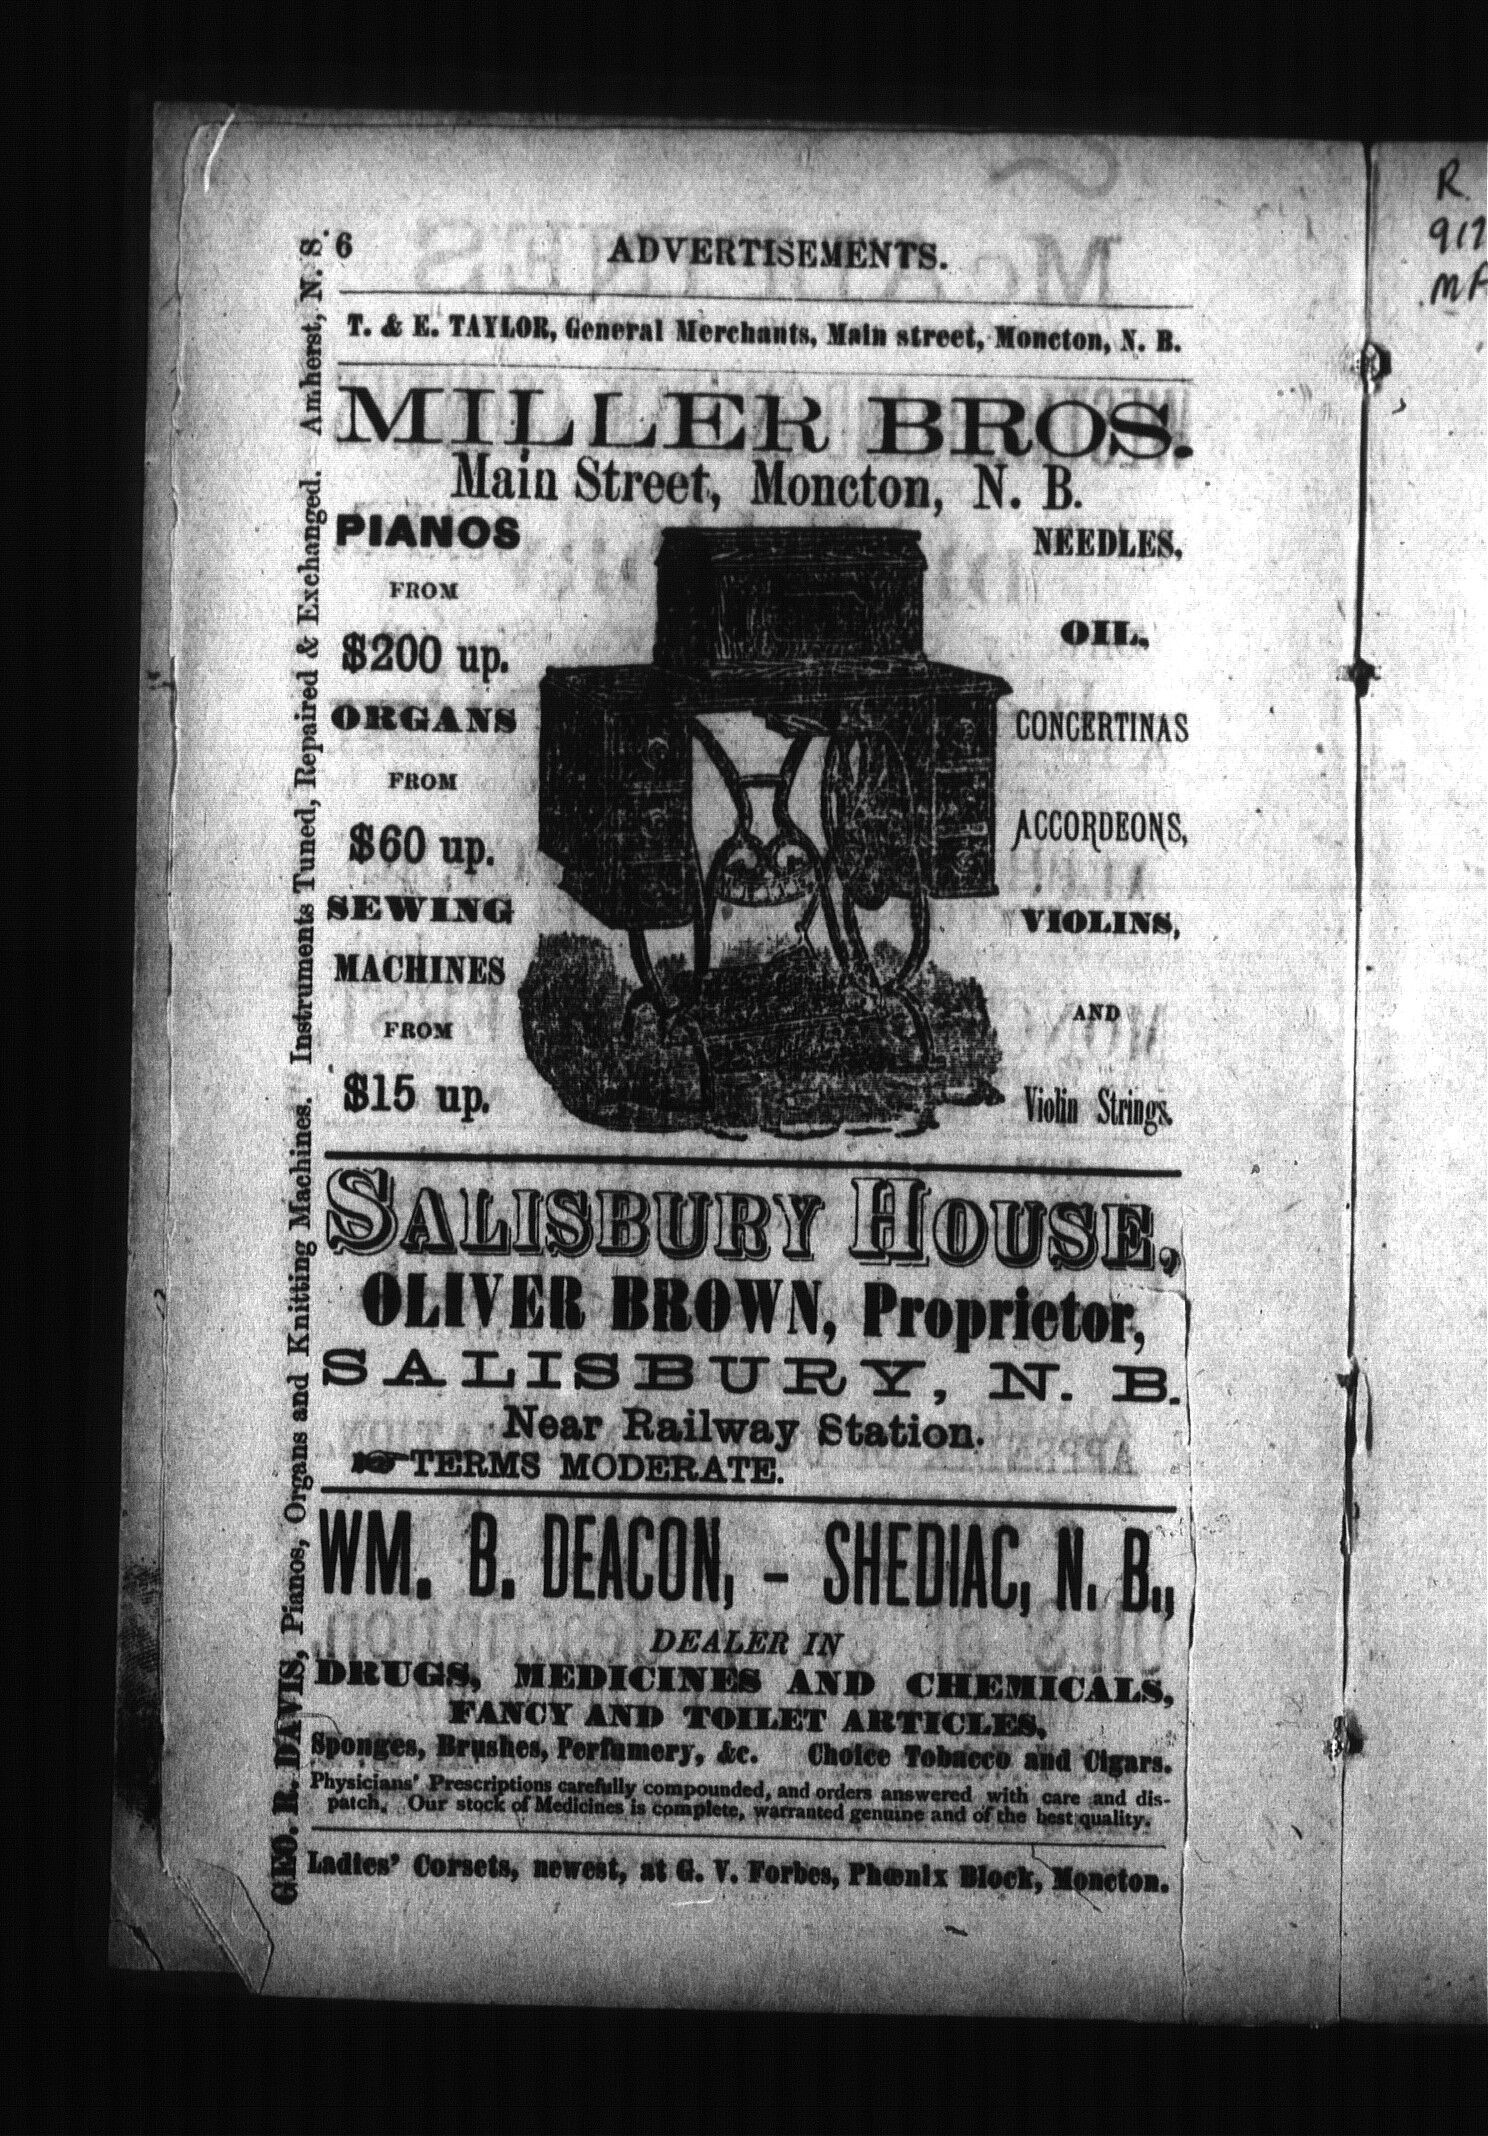 6
ADVERTISEMENTS.
T. & E. TAYLOR, General Merchants, Main street, Moncton, N. B.
MILLER BROS.
Main Street, Moncton, N. B.
PIANOS
FROM
$200 up.
ORGANS
FROM
$60 up.
SEWING
MACHINES
FROM
$15 up.
NEEDLES,
OIL,
CONCERTINAS
ACCORDEONS,
VIOLINS,
AND
Violin Strings.
SALISBURY HOUSE,
OLIVER BROWN, Proprietor,
SALISBURY, N. B.
Near Railway Station.
☞TERMS MODERATE.
WM. B. DEACON, - SHEDIAC, N. B.,
DEALER IN
DRUGS, MEDICINES AND CHEMICALS,
FANCY AND TOILET ARTICLES,
Sponges, Brushes, Perfumery, &c. Choice Tobacco and Cigars.
Physicians' Prescriptions carefully compounded, and orders answered with care and dis-
patch. Our stock of Medicines is complete, warranted genuine and of the best quality.
Ladies' Corsets, newest, at G. V. Forbes, Phœnix Block, Moncton.
GEO. R. DAVIS, Pianos, Organs and Knitting Machines. Instruments Tuned, Repaired & Exchanged. Amherst, N. S.
R.
917